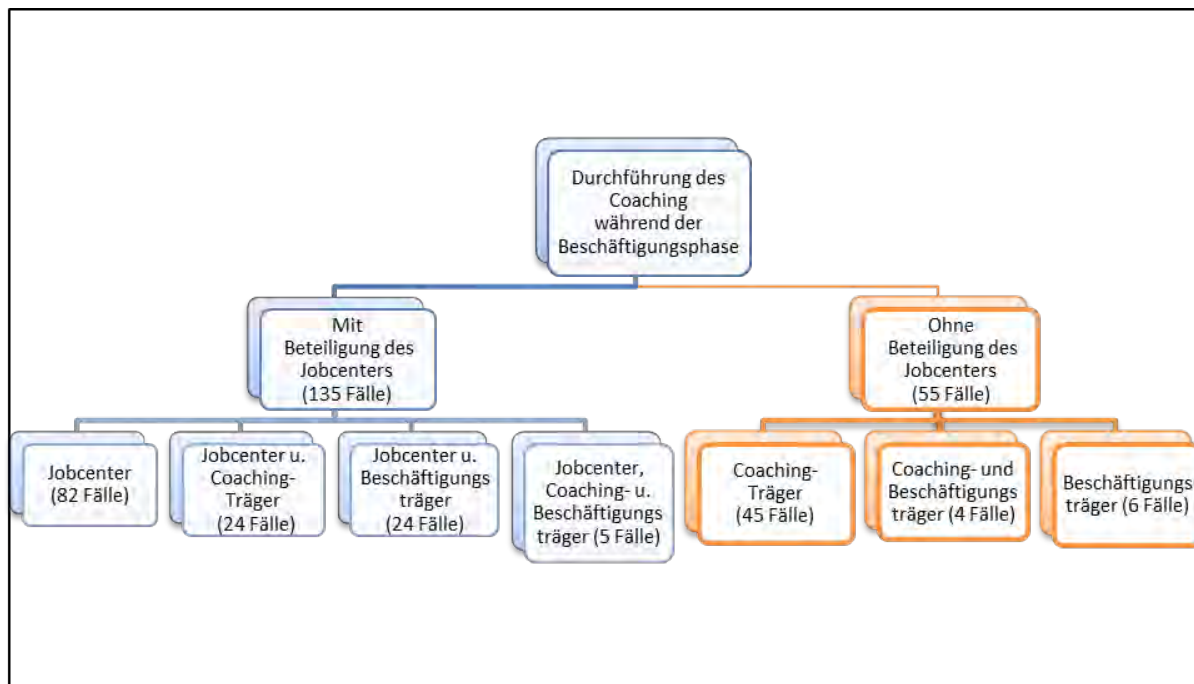 Durchführung des
Coaching
während der
Beschäftigungsphase
Mit
Beteiligung des
Jobcenters
(135 Fälle)
Ohne
Beteiligung des
Jobcenters
(55 Fälle)
Jobcenter
(82 Fälle)
Jobcenter u.
Coaching-
Träger
(24 Fälle)
Jobcenter u.
Beschäftigungs
träger
(24 Fälle)
Jobcenter,
Coaching- u.
Beschäftigungs
träger (5 Fälle)
Coaching-
Träger
(45 Fälle)
Coaching- und
Beschäftigungs
träger (4 Fälle)
Beschäftigungs
träger (6 Fälle)